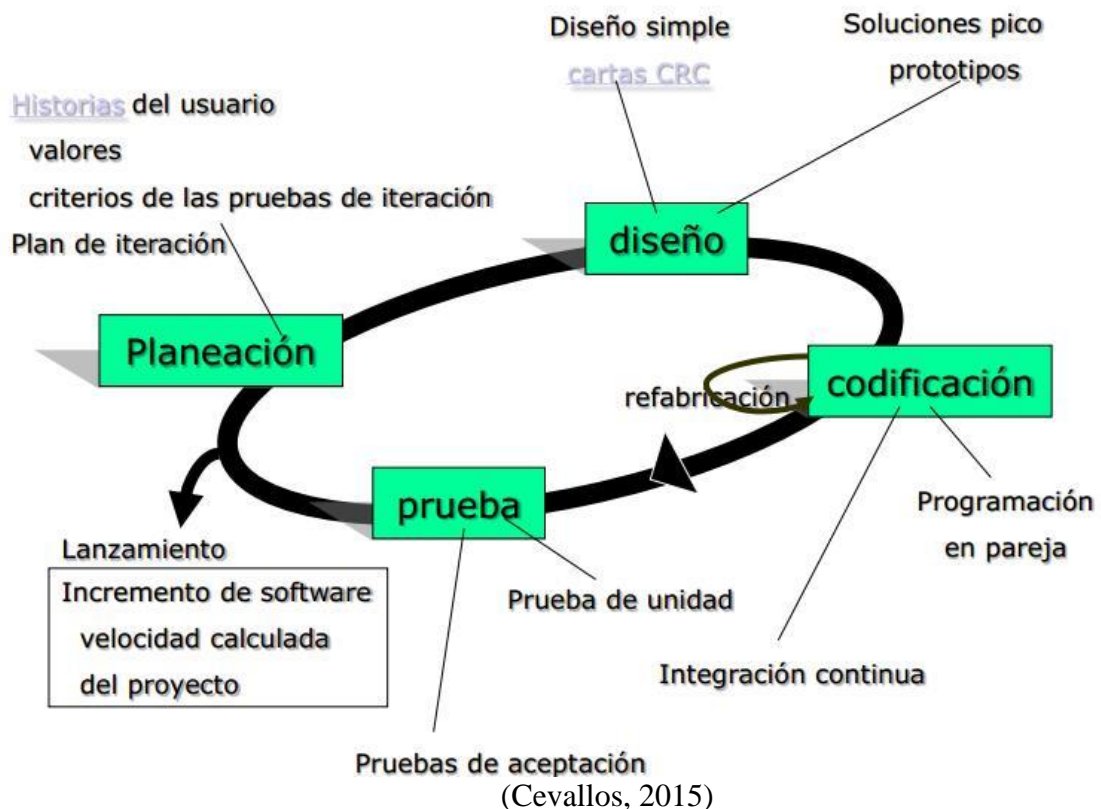 Diseño simple
cartas CRC
Soluciones pico
prototipos
Historias del usuario
valores
criterios de las pruebas de iteración
Plan de iteración
diseño
Planeación
codificación
refabricación
prueba
Programación
en pareja
Lanzamiento
Incremento de software
velocidad calculada
del proyecto
Prueba de unidad
Integración continua
Pruebas de aceptación
(Cevallos, 2015)